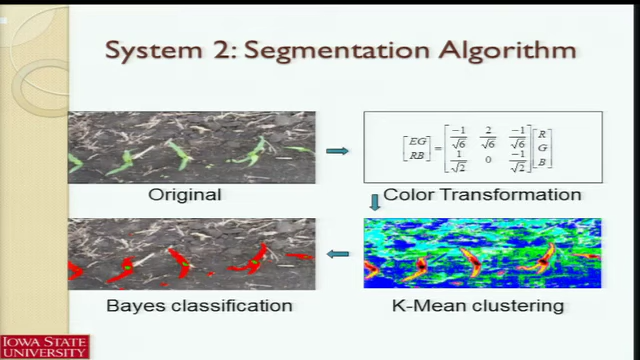 System 2: Segmentation Algorithm
[EG RB] = [-1/√6 2/√6 -1/√6 1/√2 0 -1/√2] [R G B]
Original
Color Transformation
Bayes classification
K-Mean clustering
IOWA STATE
UNIVERSITY